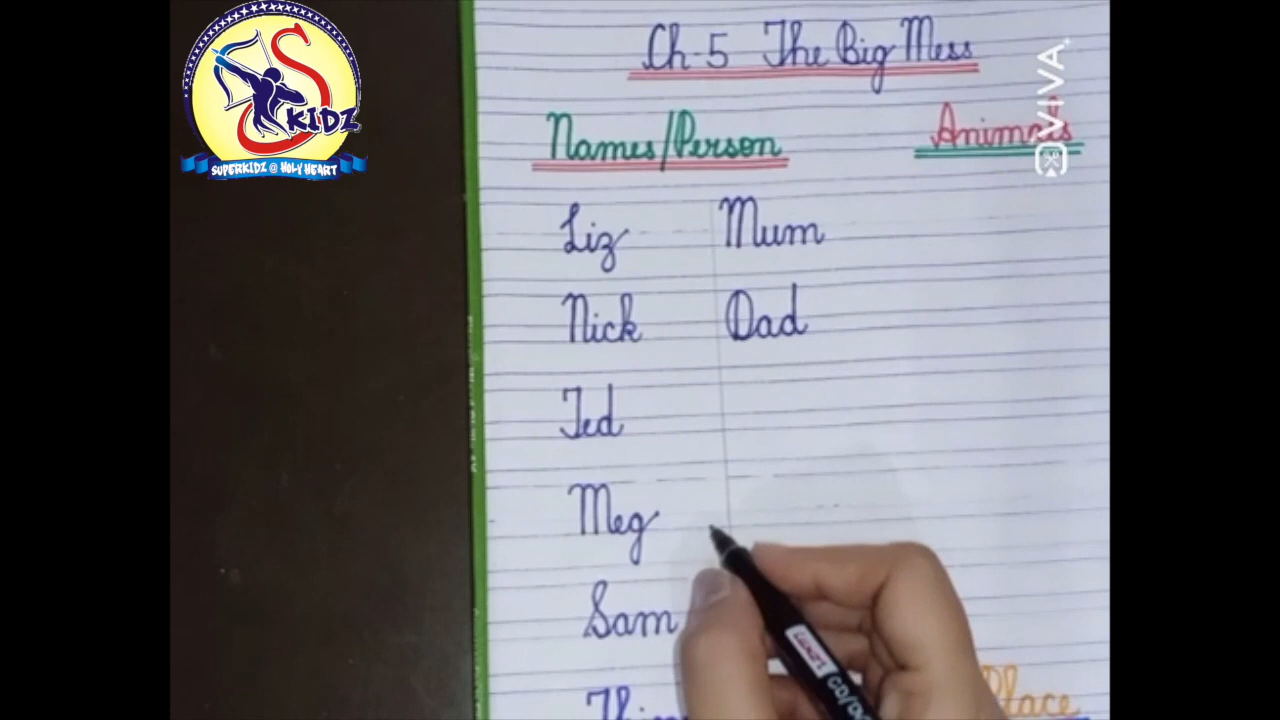 Ch-5 The Big Mess
Names/Person Animals
Liz Mum
Nick Dad
Ted
Meg
Sam
Place
S KIDZ
SUPERKIDZ @ HOLY HEART
VIVA